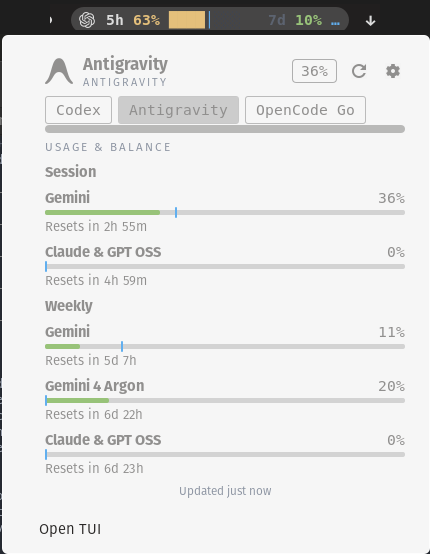 5h 63% 7d 10% …
Antigravity
ANTIGRAVITY
36%
Codex Antigravity OpenCode Go
USAGE & BALANCE
Session
Gemini 36%
Resets in 2h 55m
Claude & GPT OSS 0%
Resets in 4h 59m
Weekly
Gemini 11%
Resets in 5d 7h
Gemini 4 Argon 20%
Resets in 6d 22h
Claude & GPT OSS 0%
Resets in 6d 23h
Updated just now
Open TUI